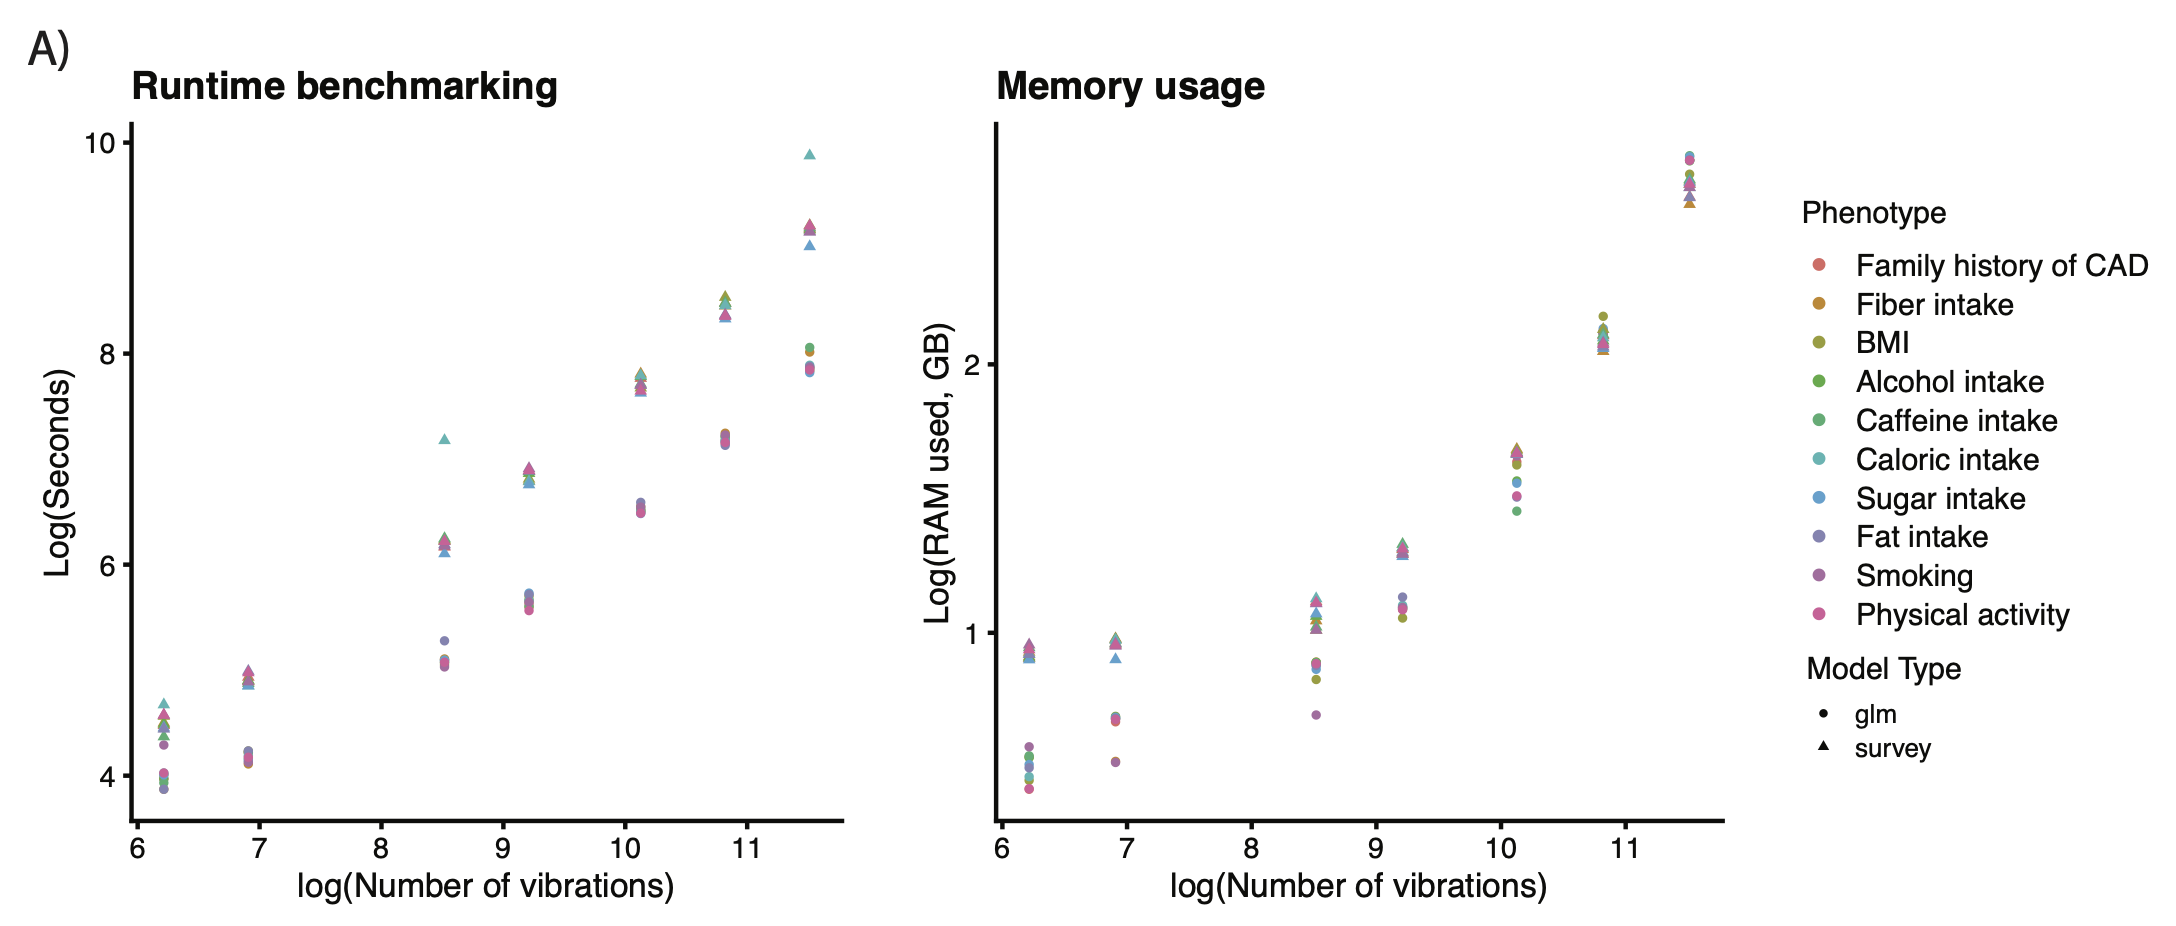 A)
Runtime benchmarking
Log(Seconds)
10
8
6
4
6 7 8 9 10 11
log(Number of vibrations)
Memory usage
Log(RAM used, GB)
2
1
6 7 8 9 10 11
log(Number of vibrations)
Phenotype
Family history of CAD
Fiber intake
BMI
Alcohol intake
Caffeine intake
Caloric intake
Sugar intake
Fat intake
Smoking
Physical activity
Model Type
glm
survey